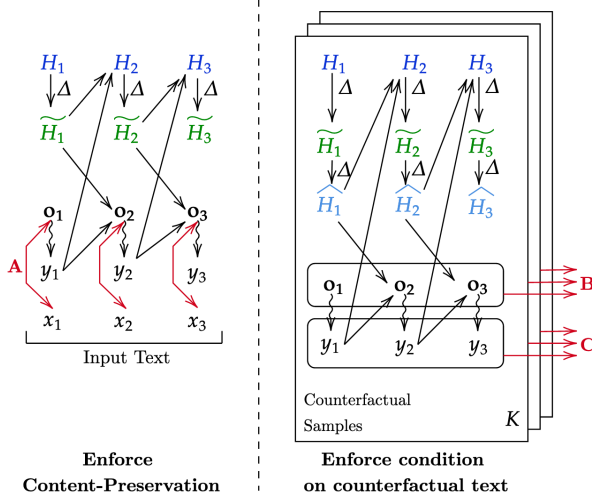 H₁ H₂ H₃
Δ Δ Δ
H̃₁ H̃₂ H̃₃
o₁ o₂ o₃
A
y₁ y₂ y₃
x₁ x₂ x₃
Input Text
Enforce
Content-Preservation
H₁ H₂ H₃
Δ Δ Δ
H̃₁ H̃₂ H̃₃
Δ Δ Δ
Ĥ₁ Ĥ₂ Ĥ₃
o₁ o₂ o₃
B
y₁ y₂ y₃
C
Counterfactual
Samples
K
Enforce condition
on counterfactual text